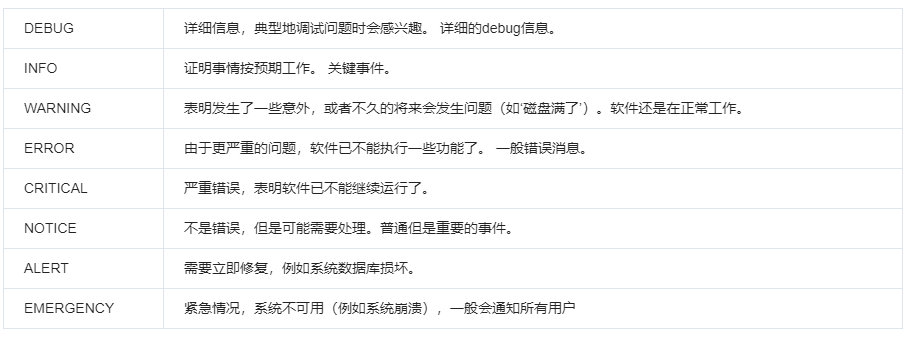 DEBUG 详细信息，典型地调试问题时会感兴趣。 详细的debug信息。
INFO 证明事情按预期工作。 关键事件。
WARNING 表明发生了一些意外，或者不久的将来会发生问题（如‘磁盘满了’）。软件还是在正常工作。
ERROR 由于更严重的问题，软件已不能执行一些功能了。 一般错误消息。
CRITICAL 严重错误，表明软件已不能继续运行了。
NOTICE 不是错误，但是可能需要处理。普通但是重要的事件。
ALERT 需要立即修复，例如系统数据库损坏。
EMERGENCY 紧急情况，系统不可用（例如系统崩溃），一般会通知所有用户